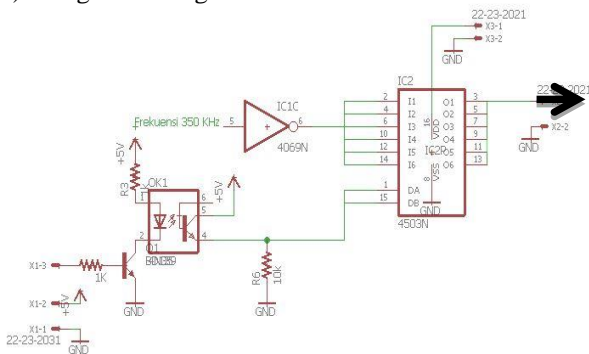 22-23-2021
X3-1
X3-2
GND
IC2
IC1C
Frekuensi 350 KHz
5
6
4069N
2 I1 O1 3
4 I2 O2 5
6 I3 O3 7
10 I4 O4 9
12 I5 O5 11
14 I6 O6 13
16
VDD
IC2P
VSS
8
GND
1 DA
15 DB
4503N
X2-2
GND
+5V
R3
OK1
1
2
6
5
4
+5V
Q1
R6
10k
GND
X1-3
1K
GND
X1-2
+5V
X1-1
22-23-2031
GND